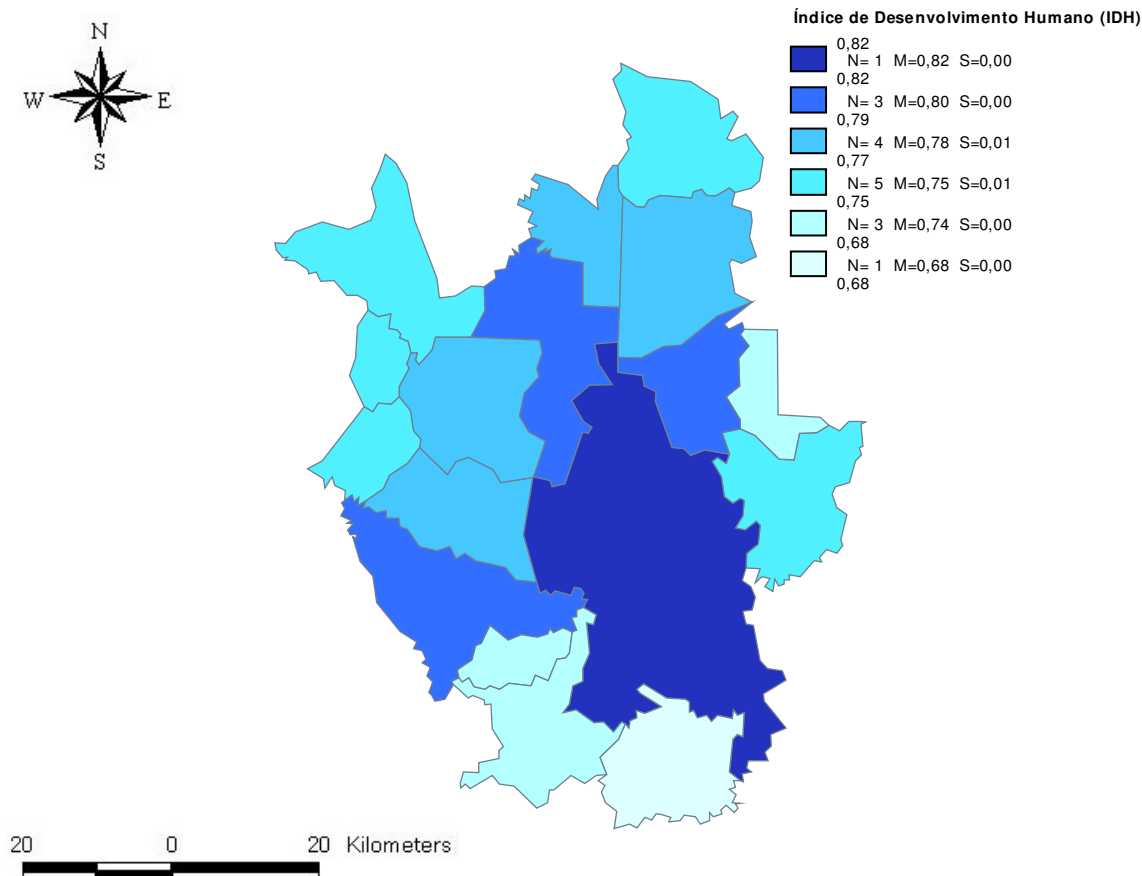 Índice de Desenvolvimento Humano (IDH)
0,82
N= 1 M=0,82 S=0,00
0,82
N= 3 M=0,80 S=0,00
0,79
N= 4 M=0,78 S=0,01
0,77
N= 5 M=0,75 S=0,01
0,75
N= 3 M=0,74 S=0,00
0,68
N= 1 M=0,68 S=0,00
0,68
N
W E
S
20 0 20 Kilometers